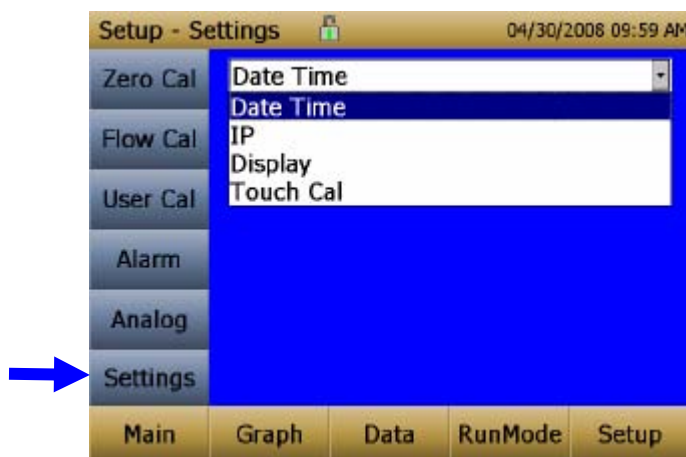 Setup - Settings 04/30/2008 09:59 AM
Zero Cal
Flow Cal
User Cal
Alarm
Analog
Settings
Date Time
Date Time
IP
Display
Touch Cal
Main Graph Data RunMode Setup